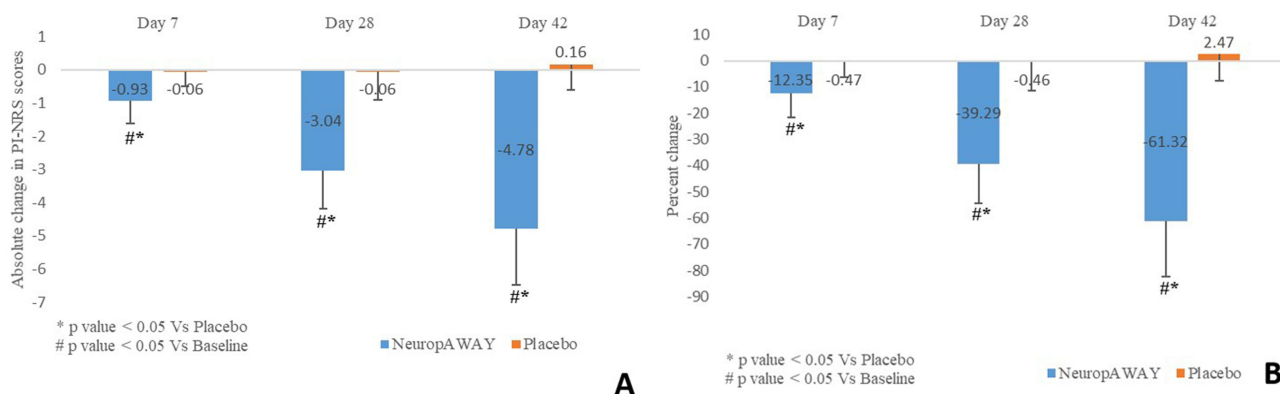 Day 7 Day 28 Day 42
1
0
-1
-2
-3
-4
-5
-6
-7
Absolute change in PI-NRS scores
-0.93 -0.06 -3.04 -0.06 -4.78 0.16
#* #* #*
* p value < 0.05 Vs Placebo
# p value < 0.05 Vs Baseline
NeuropAWAY Placebo
A
Day 7 Day 28 Day 42
10
0
-10
-20
-30
-40
-50
-60
-70
-80
-90
Percent change
-12.35 -0.47 -39.29 -0.46 -61.32 2.47
#* #* #*
* p value < 0.05 Vs Placebo
# p value < 0.05 Vs Baseline
NeuropAWAY Placebo
B